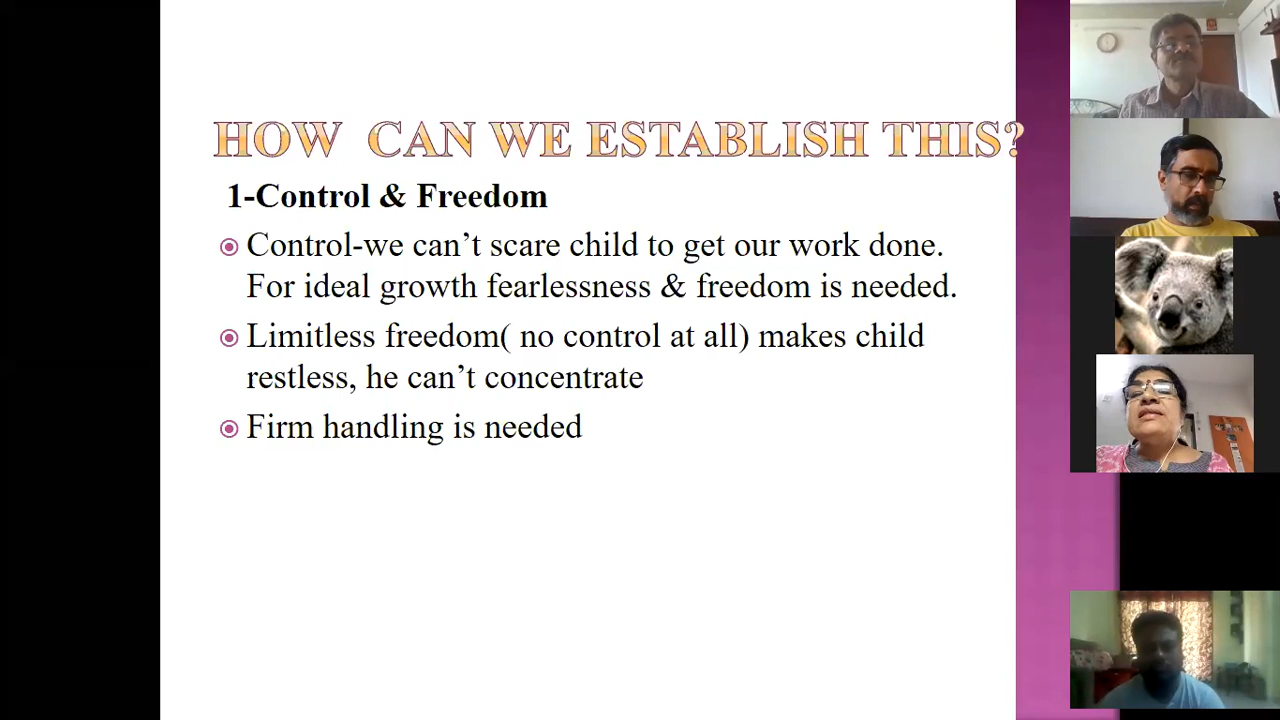 HOW CAN WE ESTABLISH THIS?
1-Control & Freedom
Control-we can’t scare child to get our work done.
For ideal growth fearlessness & freedom is needed.
Limitless freedom( no control at all) makes child
restless, he can’t concentrate
Firm handling is needed